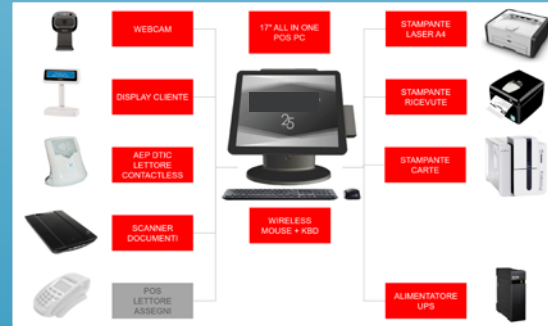 WEBCAM
17" ALL IN ONE
POS PC
STAMPANTE
LASER A4
DISPLAY CLIENTE
STAMPANTE
RICEVUTE
25
AEP DTIC
LETTORE
CONTACTLESS
STAMPANTE
CARTE
SCANNER
DOCUMENTI
WIRELESS
MOUSE + KBD
POS
LETTORE
ASSEGNI
ALIMENTATORE
UPS